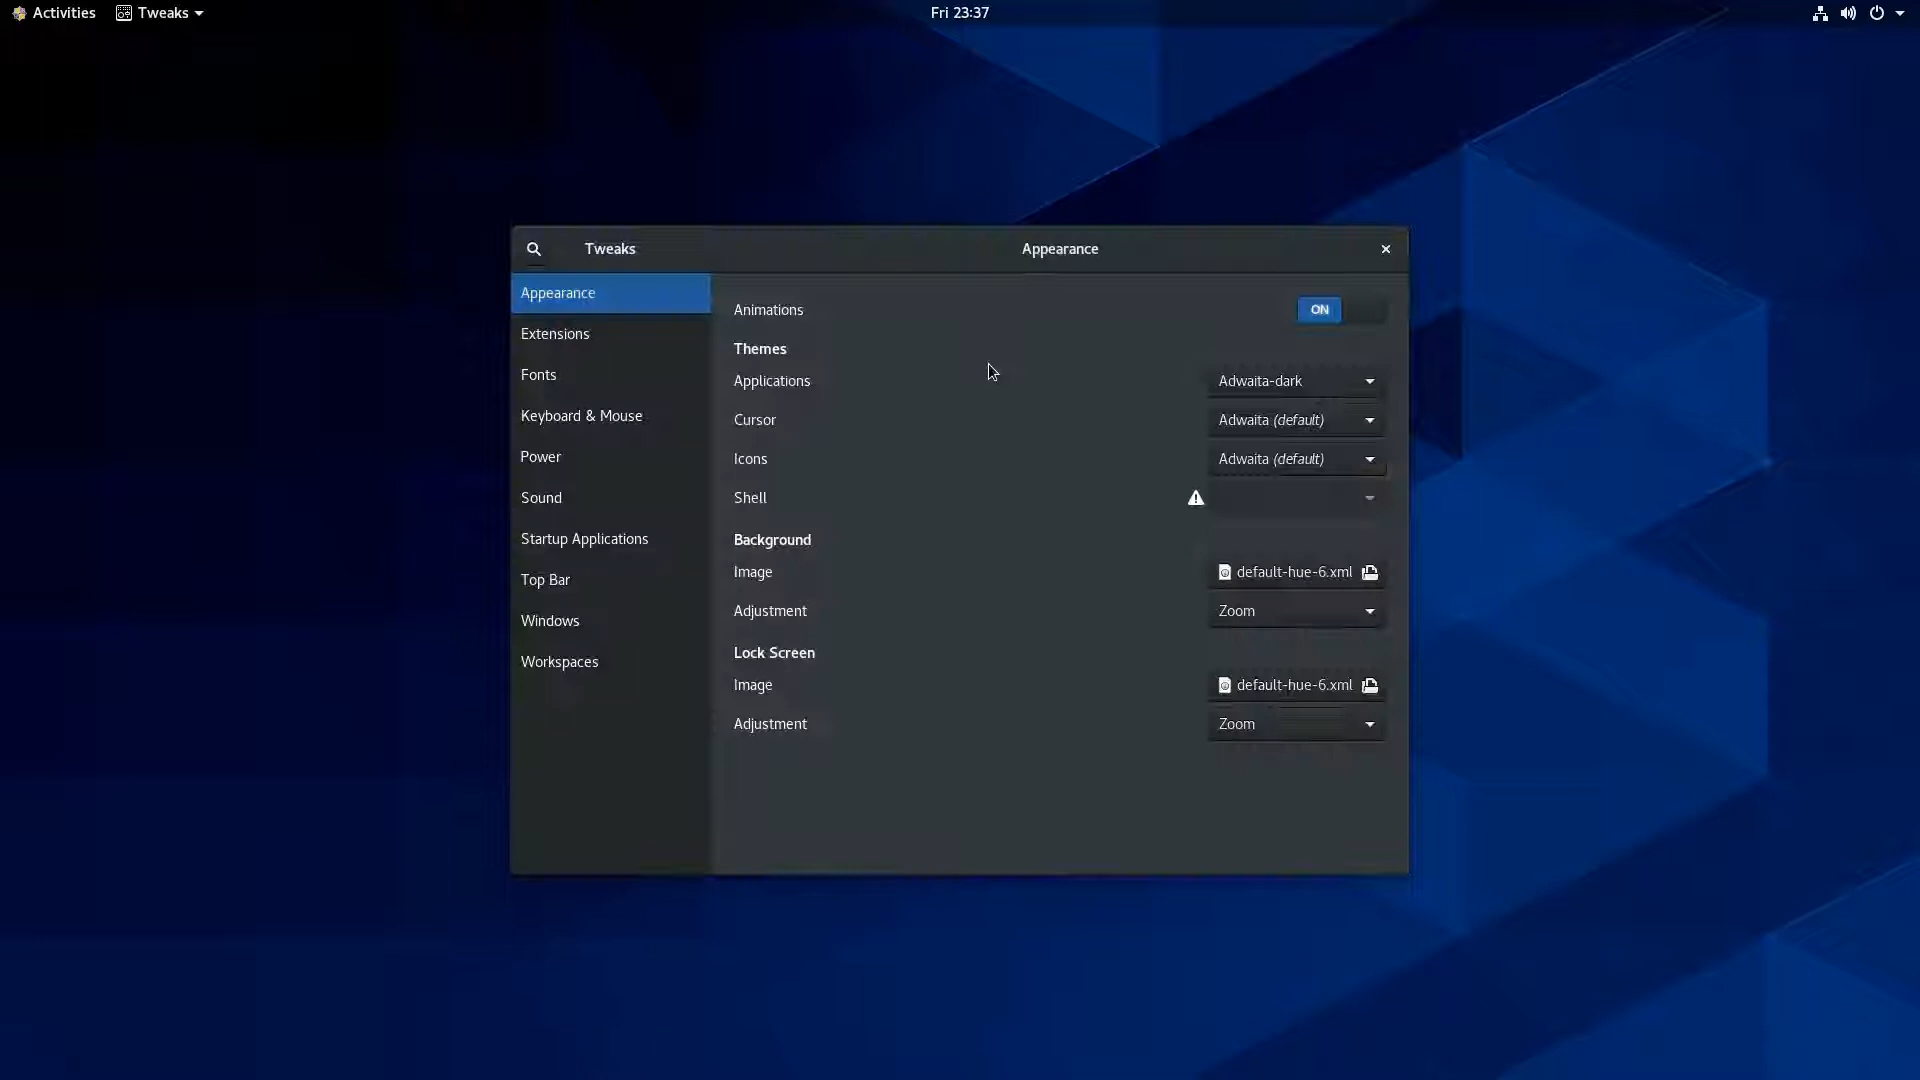 Activities Tweaks Fri 23:37
Tweaks Appearance
Appearance
Extensions
Fonts
Keyboard & Mouse
Power
Sound
Startup Applications
Top Bar
Windows
Workspaces
Animations ON
Themes
Applications Adwaita-dark
Cursor Adwaita (default)
Icons Adwaita (default)
Shell
Background
Image default-hue-6.xml
Adjustment Zoom
Lock Screen
Image default-hue-6.xml
Adjustment Zoom